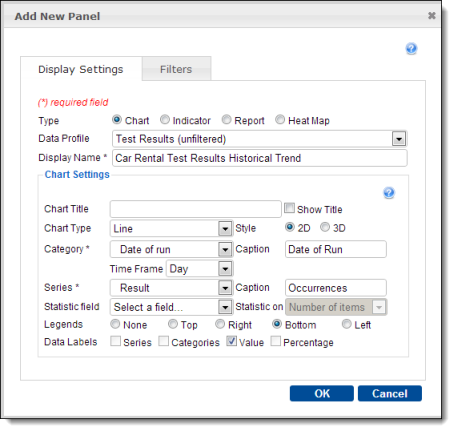 Add New Panel
Display Settings
Filters
(*) required field
Type Chart Indicator Report Heat Map
Data Profile Test Results (unfiltered)
Display Name * Car Rental Test Results Historical Trend
Chart Settings
Chart Title Show Title
Chart Type Line Style 2D 3D
Category * Date of run Caption Date of Run
Time Frame Day
Series * Result Caption Occurrences
Statistic field Select a field... Statistic on Number of items
Legends None Top Right Bottom Left
Data Labels Series Categories Value Percentage
OK Cancel